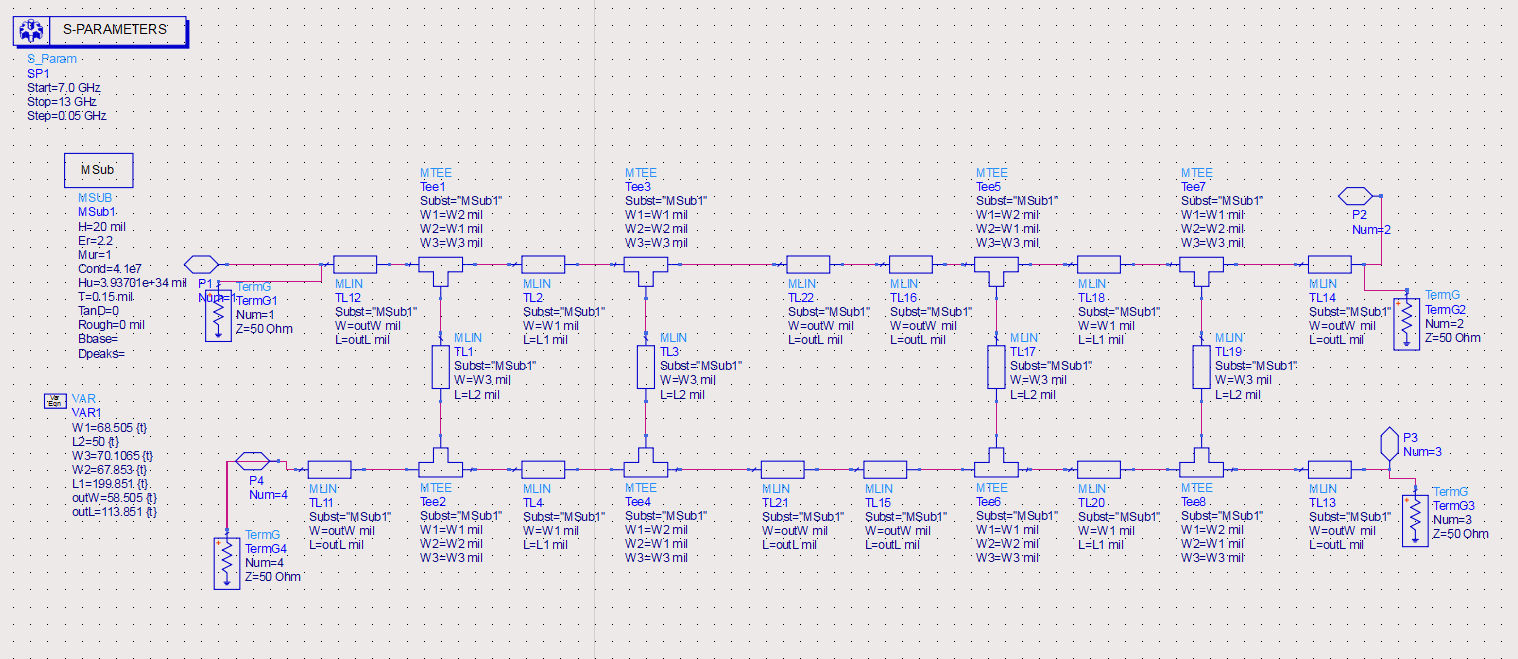 S-PARAMETERS
S_Param
SP1
Start=7.0 GHz
Stop=13 GHz
Step=0.05 GHz
MSub
MSUB
MSub1
H=20 mil
Er=2.2
Mur=1
Cond=4.1e7
Hu=3.93701e+34 mil
T=0.15 mil
TanD=0
Rough=0 mil
Bbase=
Dpeaks=
Var
Eqn
VAR
VAR1
W1=68.505 {t}
L2=50 {t}
W3=70.1065 {t}
W2=67.853 {t}
L1=199.851 {t}
outW=58.505 {t}
outL=113.851 {t}
MTEE
Tee1
Subst="MSub1"
W1=W2 mil
W2=W1 mil
W3=W3 mil
MTEE
Tee3
Subst="MSub1"
W1=W1 mil
W2=W2 mil
W3=W3 mil
MTEE
Tee5
Subst="MSub1"
W1=W2 mil
W2=W1 mil
W3=W3 mil
MTEE
Tee7
Subst="MSub1"
W1=W1 mil
W2=W2 mil
W3=W3 mil
P2
Num=2
P1
Num=1
TermG
TermG1
Num=1
Z=50 Ohm
MLIN
TL12
Subst="MSub1"
W=outW mil
L=outL mil
MLIN
TL2
Subst="MSub1"
W=W1 mil
L=L1 mil
MLIN
TL22
Subst="MSub1"
W=outW mil
L=outL mil
MLIN
TL16
Subst="MSub1"
W=outW mil
L=outL mil
MLIN
TL18
Subst="MSub1"
W=W1 mil
L=L1 mil
MLIN
TL14
Subst="MSub1"
W=outW mil
L=outL mil
TermG
TermG2
Num=2
Z=50 Ohm
MLIN
TL1
Subst="MSub1"
W=W3 mil
L=L2 mil
MLIN
TL3
Subst="MSub1"
W=W3 mil
L=L2 mil
MLIN
TL17
Subst="MSub1"
W=W3 mil
L=L2 mil
MLIN
TL19
Subst="MSub1"
W=W3 mil
L=L2 mil
P3
Num=3
P4
Num=4
TermG
TermG4
Num=4
Z=50 Ohm
MLIN
TL11
Subst="MSub1"
W=outW mil
L=outL mil
MTEE
Tee2
Subst="MSub1"
W1=W1 mil
W2=W2 mil
W3=W3 mil
MLIN
TL4
Subst="MSub1"
W=W1 mil
L=L1 mil
MTEE
Tee4
Subst="MSub1"
W1=W2 mil
W2=W1 mil
W3=W3 mil
MLIN
TL21
Subst="MSub1"
W=outW mil
L=outL mil
MLIN
TL15
Subst="MSub1"
W=outW mil
L=outL mil
MTEE
Tee6
Subst="MSub1"
W1=W1 mil
W2=W2 mil
W3=W3 mil
MLIN
TL20
Subst="MSub1"
W=W1 mil
L=L1 mil
MTEE
Tee8
Subst="MSub1"
W1=W2 mil
W2=W1 mil
W3=W3 mil
MLIN
TL13
Subst="MSub1"
W=outW mil
L=outL mil
TermG
TermG3
Num=3
Z=50 Ohm